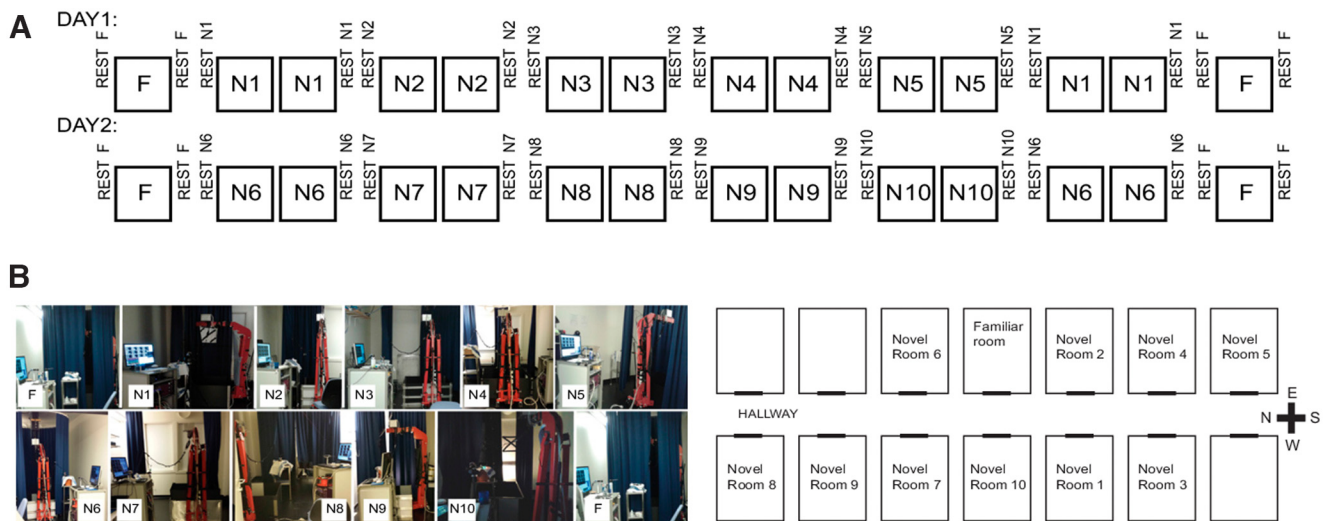 A
DAY1:
REST F
F
REST F
REST N1
N1
N1
REST N1
REST N2
N2
N2
REST N2
REST N3
N3
N3
REST N3
REST N4
N4
N4
REST N4
REST N5
N5
N5
REST N1
N1
N1
REST N1
REST F
F
REST F
DAY2:
REST F
F
REST F
REST N6
N6
N6
REST N6
REST N7
N7
N7
REST N7
REST N8
N8
N8
REST N8
REST N9
N9
N9
REST N9
REST N10
N10
N10
REST N10
REST N6
N6
N6
REST N6
REST F
F
REST F
B
F
N1
N2
N3
N4
N5
N6
N7
N8
N9
N10
F
Novel
Room 6
Familiar
room
Novel
Room 2
Novel
Room 4
Novel
Room 5
HALLWAY
E
N
S
W
Novel
Room 8
Novel
Room 9
Novel
Room 7
Novel
Room 10
Novel
Room 1
Novel
Room 3